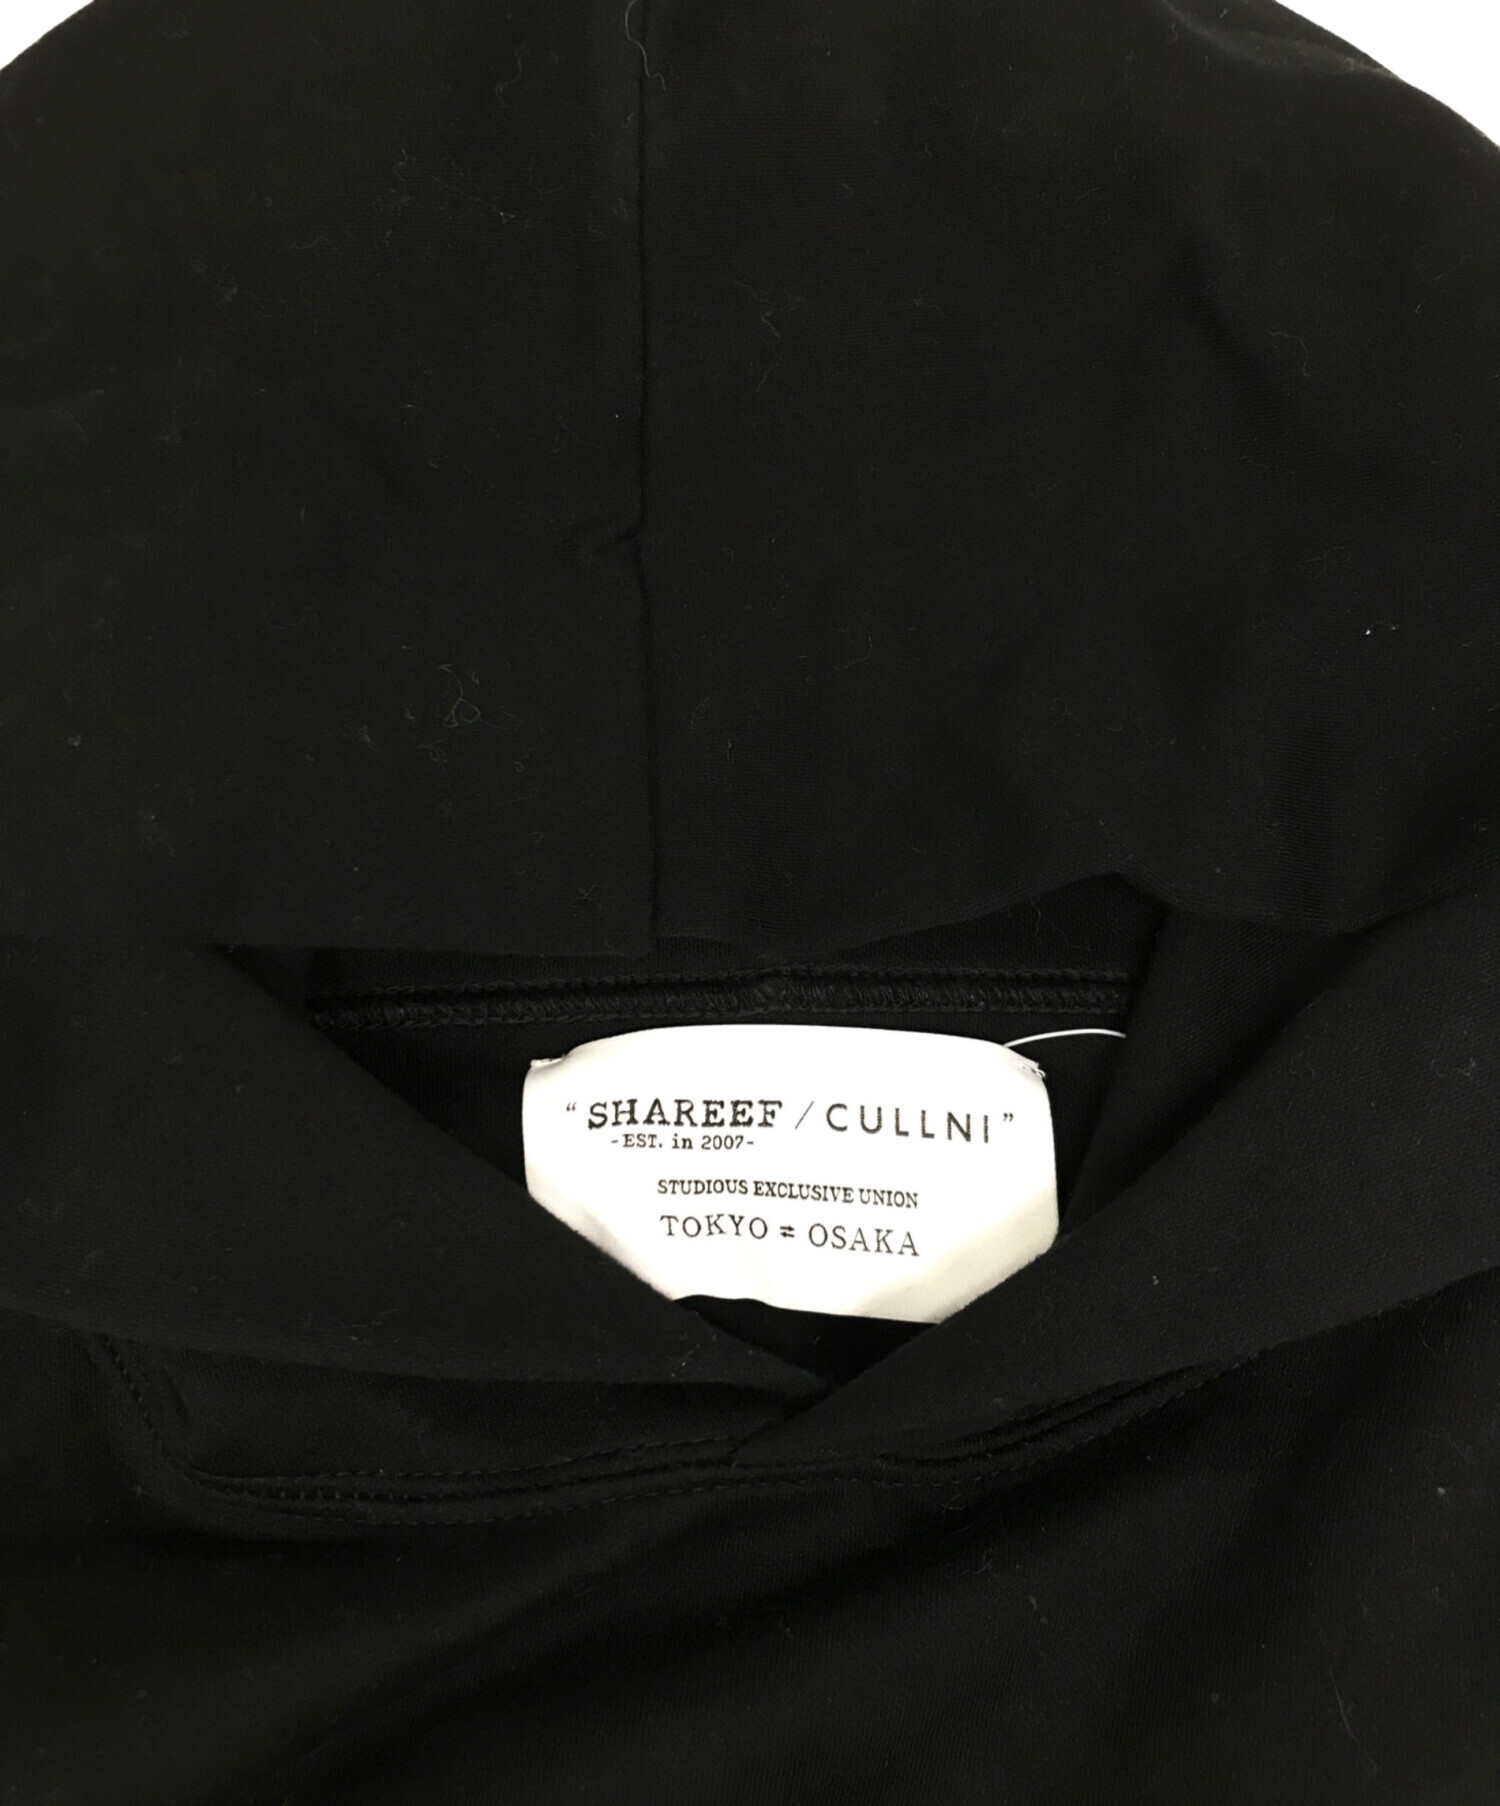 “SHAREEF / CULLNI”
-EST. in 2007-
STUDIOUS EXCLUSIVE UNION
TOKYO ⇄ OSAKA